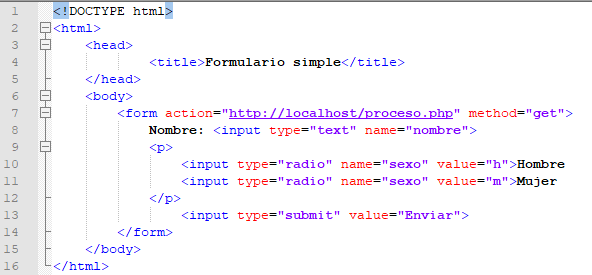 1 <!DOCTYPE html>
2 <html>
3 <head>
4 <title>Formulario simple</title>
5 </head>
6 <body>
7 <form action="http://localhost/proceso.php" method="get">
8 Nombre: <input type="text" name="nombre">
9 <p>
10 <input type="radio" name="sexo" value="h">Hombre
11 <input type="radio" name="sexo" value="m">Mujer
12 </p>
13 <input type="submit" value="Enviar">
14 </form>
15 </body>
16 </html>